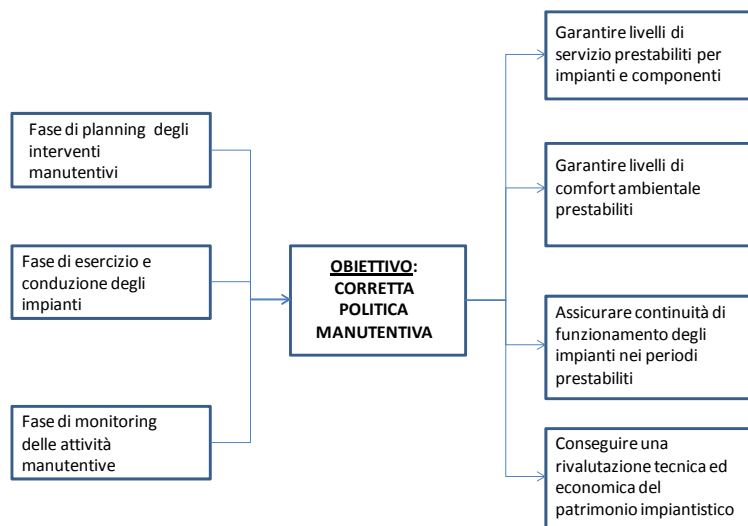 Fase di planning degli
interventi
manutentivi
Fase di esercizio e
conduzione degli
impianti
Fase di monitoring
delle attività
manutentive
OBIETTIVO:
CORRETTA
POLITICA
MANUTENTIVA
Garantire livelli di
servizio prestabiliti per
impianti e componenti
Garantire livelli di
comfort ambientale
prestabiliti
Assicurare continuità di
funzionamento degli
impianti nei periodi
prestabiliti
Conseguire una
rivalutazione tecnica ed
economica del
patrimonio impiantistico